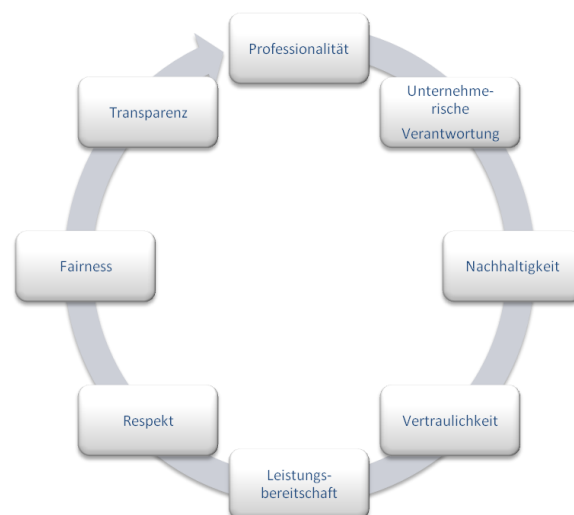 Professionalität
Unternehme-
rische
Verantwortung
Nachhaltigkeit
Vertraulichkeit
Leistungs-
bereitschaft
Respekt
Fairness
Transparenz